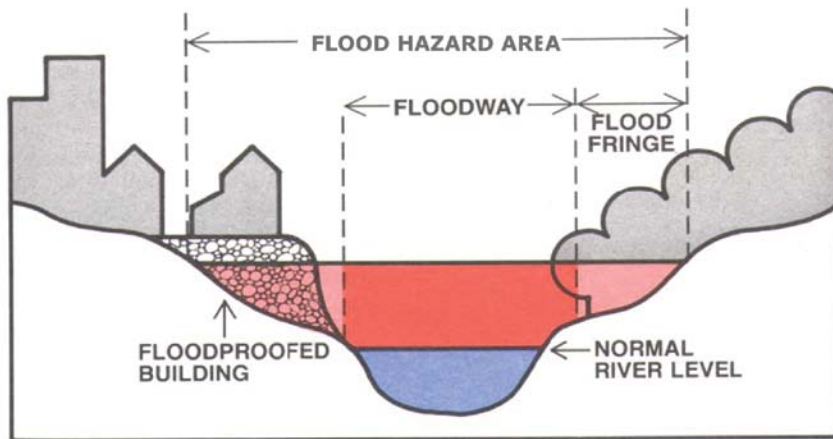 FLOOD HAZARD AREA
FLOODWAY
FLOOD
FRINGE
FLOODPROOFED
BUILDING
NORMAL
RIVER LEVEL